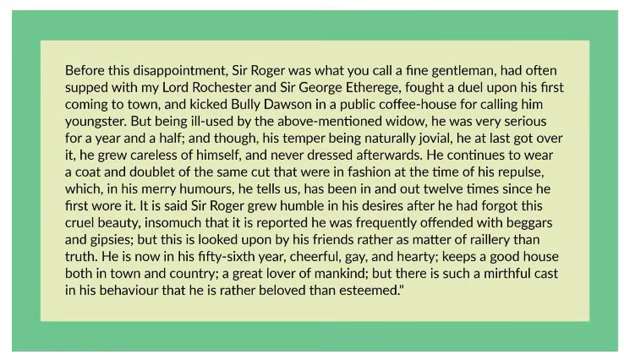 Before this disappointment, Sir Roger was what you call a fine gentleman, had often
supped with my Lord Rochester and Sir George Etherege, fought a duel upon his first
coming to town, and kicked Bully Dawson in a public coffee-house for calling him
youngster. But being ill-used by the above-mentioned widow, he was very serious
for a year and a half; and though, his temper being naturally jovial, he at last got over
it, he grew careless of himself, and never dressed afterwards. He continues to wear
a coat and doublet of the same cut that were in fashion at the time of his repulse,
which, in his merry humours, he tells us, has been in and out twelve times since he
first wore it. It is said Sir Roger grew humble in his desires after he had forgot this
cruel beauty, insomuch that it is reported he was frequently offended with beggars
and gipsies; but this is looked upon by his friends rather as matter of raillery than
truth. He is now in his fifty-sixth year, cheerful, gay, and hearty; keeps a good house
both in town and country; a great lover of mankind; but there is such a mirthful cast
in his behaviour that he is rather beloved than esteemed."